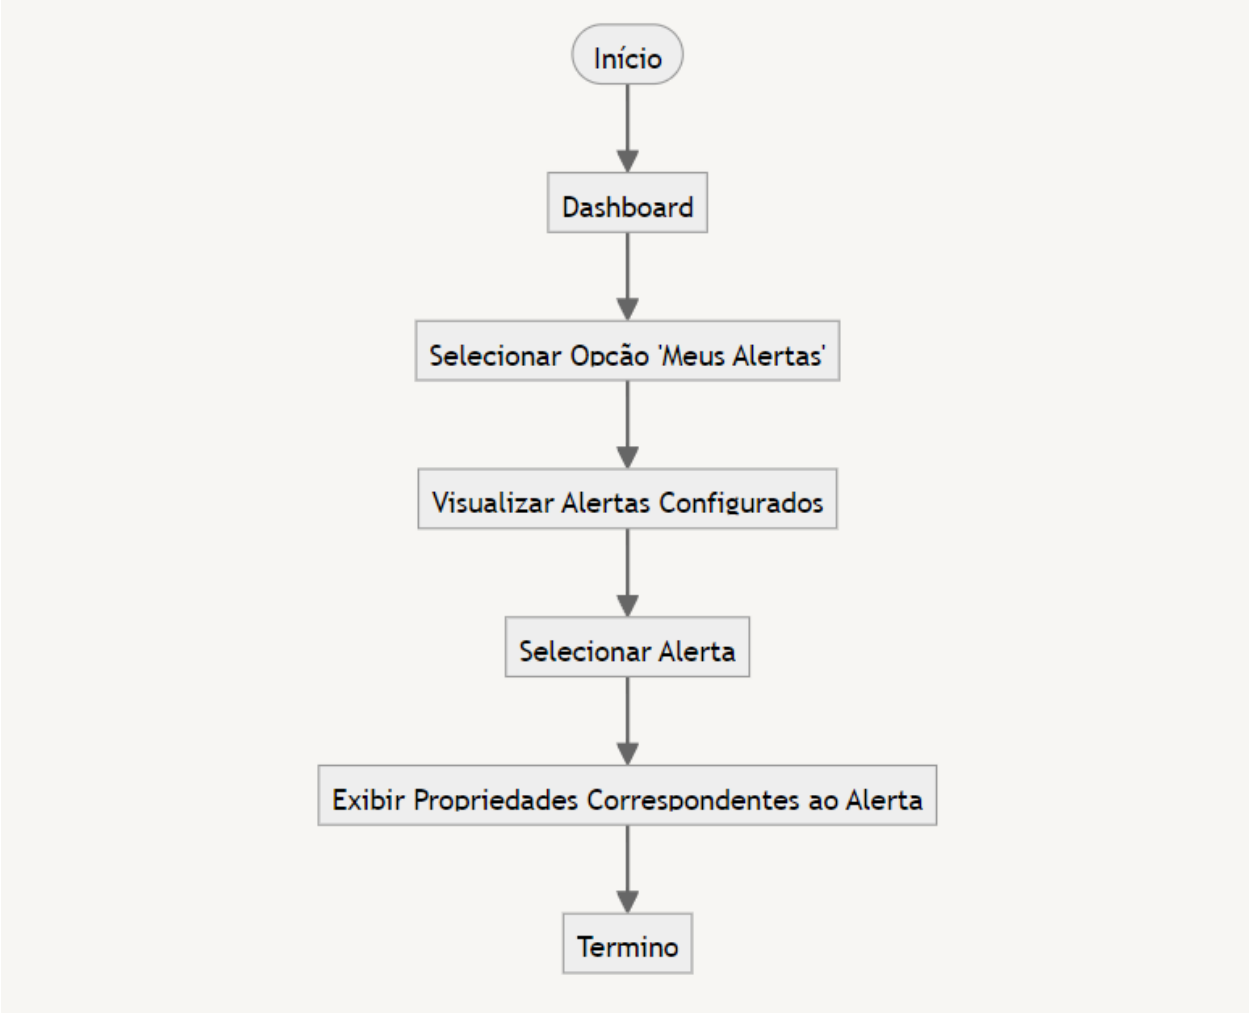 Início
Dashboard
Selecionar Opção 'Meus Alertas'
Visualizar Alertas Configurados
Selecionar Alerta
Exibir Propriedades Correspondentes ao Alerta
Termino